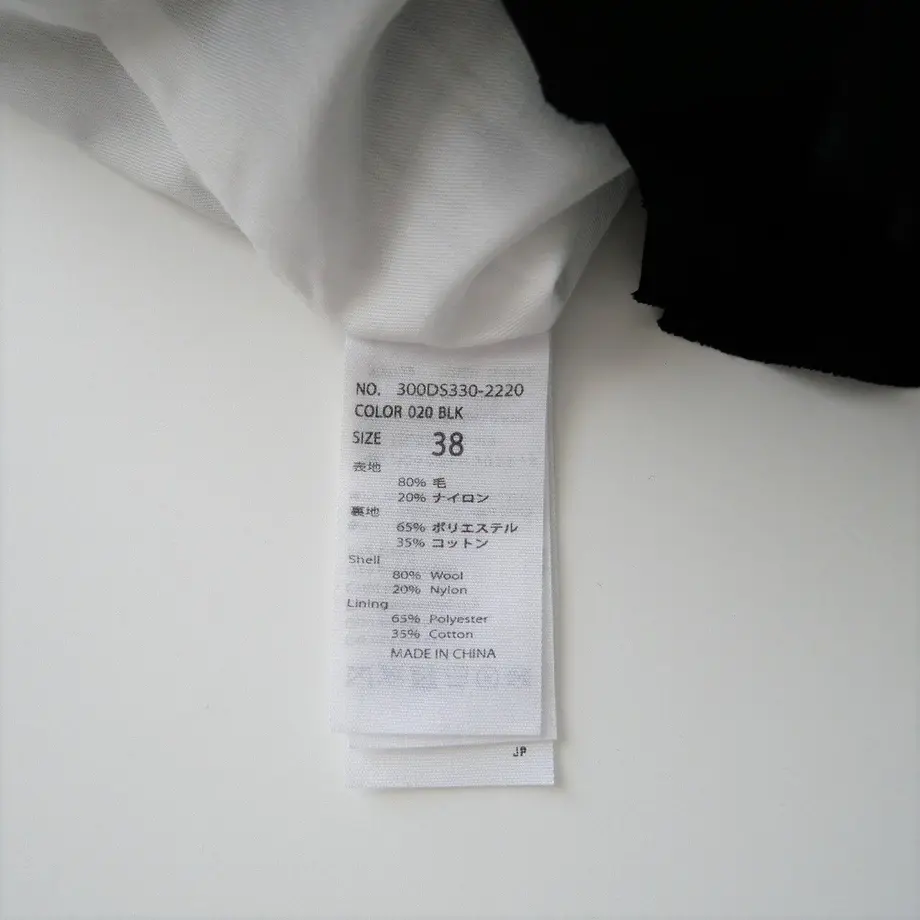 NO. 300DS330-2220
COLOR 020 BLK
SIZE 38
表地
80% 毛
20% ナイロン
裏地
65% ポリエステル
35% コットン
Shell
80% Wool
20% Nylon
Lining
65% Polyester
35% Cotton
MADE IN CHINA
JP